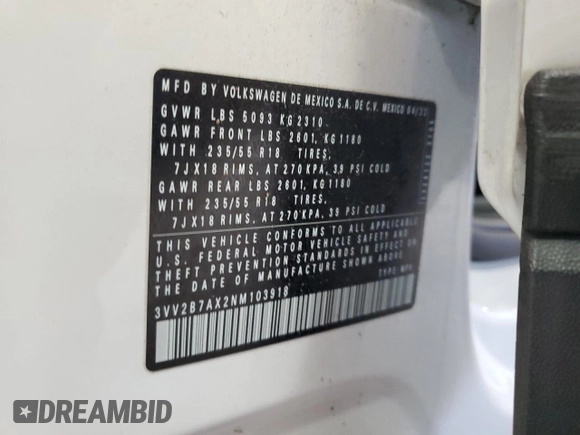 MFD BY VOLKSWAGEN DE MEXICO S.A. DE C.V. MEXICO
GVWR LBS 5093 KG2310
GAWR FRONT LBS 2601, KG1180
WITH 235/55 R18 TIRES,
7JX18 RIMS, AT 270KPA, 39 PSI COLD
GAWR REAR LBS 2601, KG1180
WITH 235/55 R18 TIRES,
7JX18 RIMS, AT 270KPA, 39 PSI COLD
THIS VEHICLE CONFORMS TO ALL APPLICABLE
U.S. FEDERAL MOTOR VEHICLE SAFETY AND
THEFT PREVENTION STANDARDS IN EFFECT ON
THE DATE OF MANUFACTURE SHOWN ABOVE
3VV2B7AX2NM103918 TYPE: MPV
DREAMBID